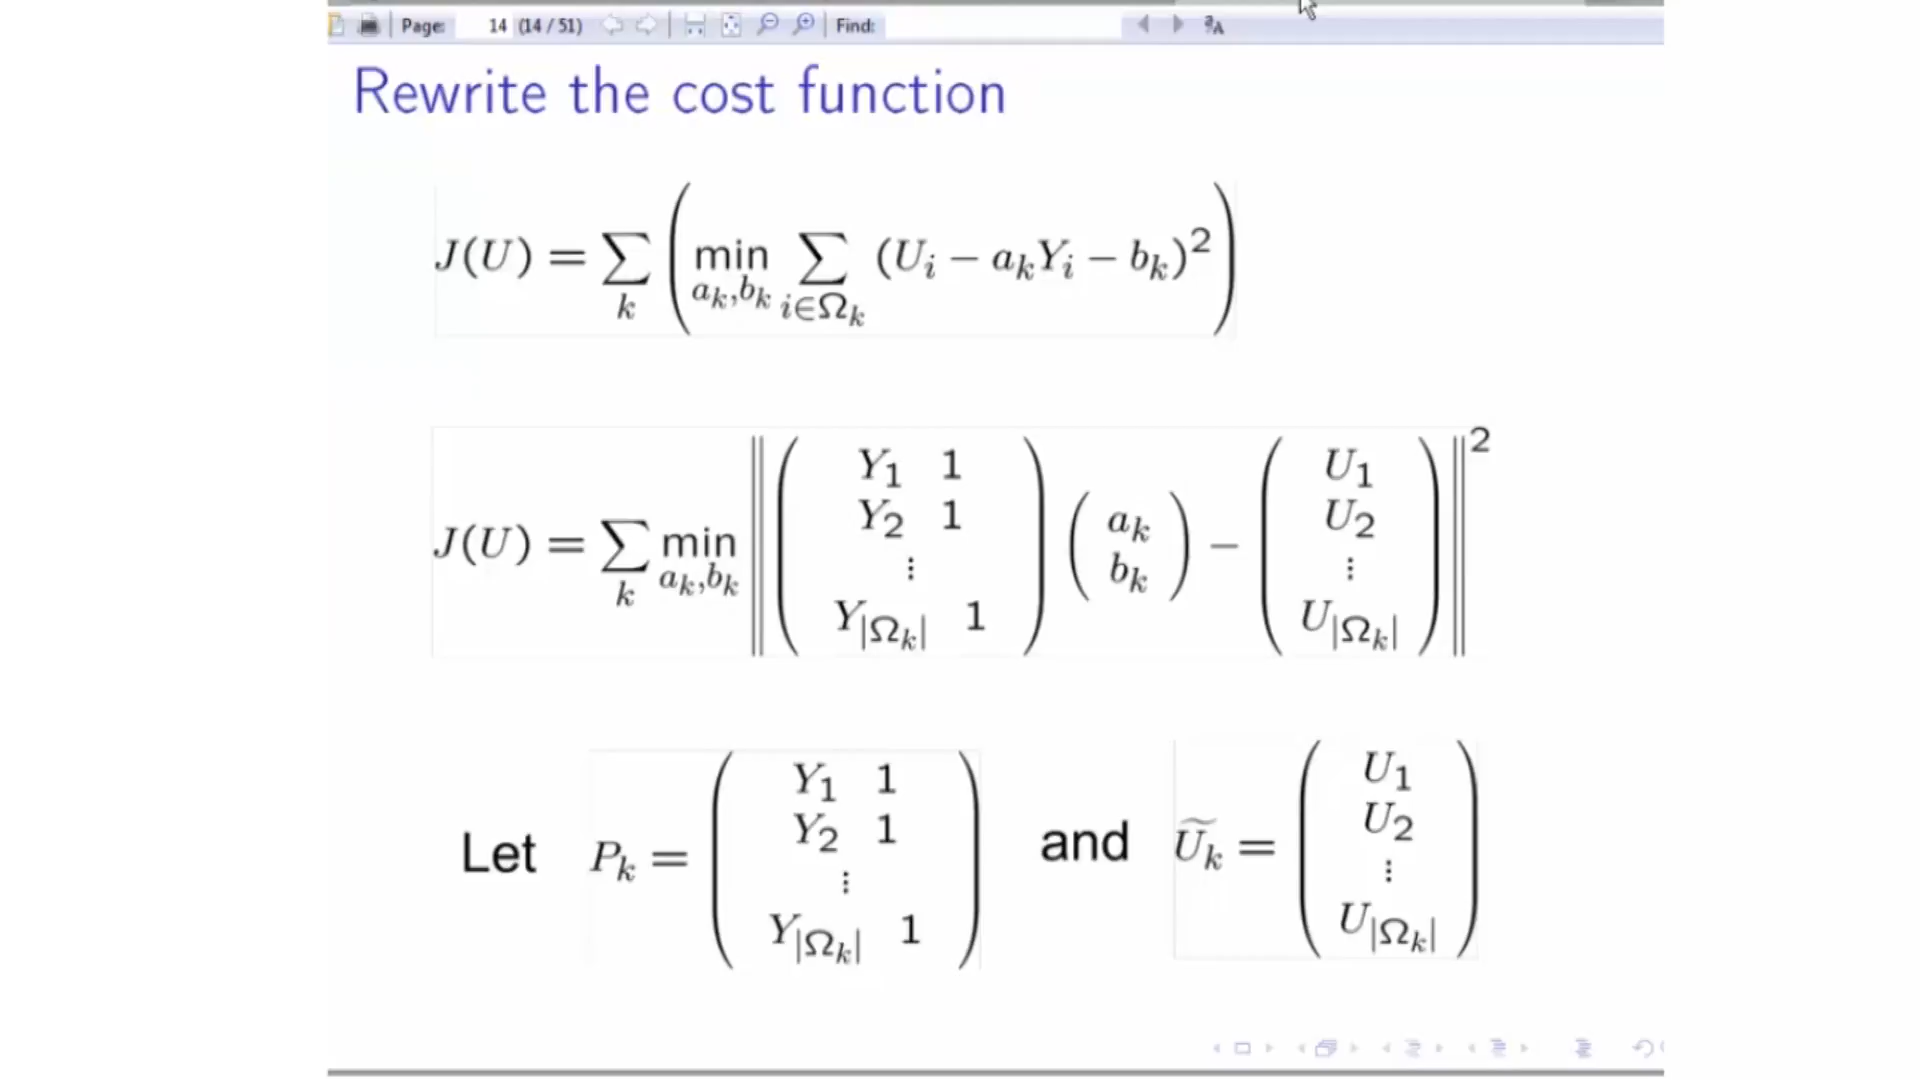 Page: 14 (14 / 51) Find:
Rewrite the cost function
J(U) = ∑_k ( min_{a_k,b_k} ∑_{i∈Ω_k} (U_i − a_k Y_i − b_k)^2 )
J(U) = ∑_k min_{a_k,b_k} ‖ ( Y_1 1
Y_2 1
⋮
Y_{|Ω_k|} 1 ) ( a_k
b_k ) − ( U_1
U_2
⋮
U_{|Ω_k|} ) ‖^2
Let P_k = ( Y_1 1
Y_2 1
⋮
Y_{|Ω_k|} 1 )
and Ũ_k = ( U_1
U_2
⋮
U_{|Ω_k|} )